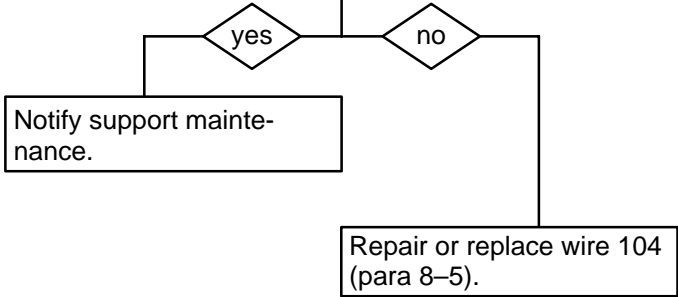 yes
no
Notify support mainte-
nance.
Repair or replace wire 104
(para 8–5).